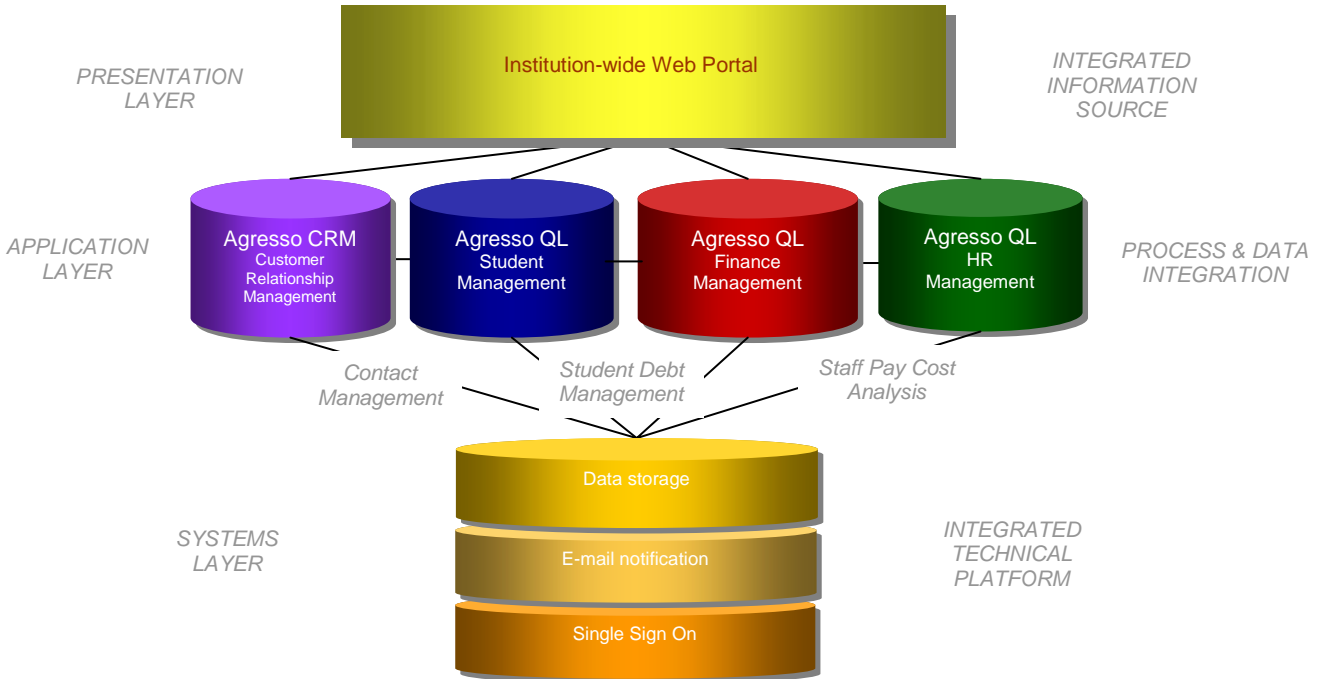 Institution-wide Web Portal
PRESENTATION
LAYER
INTEGRATED
INFORMATION
SOURCE
APPLICATION
LAYER
Agresso CRM
Customer
Relationship
Management
Agresso QL
Student
Management
Agresso QL
Finance
Management
Agresso QL
HR
Management
PROCESS & DATA
INTEGRATION
Contact
Management
Student Debt
Management
Staff Pay Cost
Analysis
Data storage
SYSTEMS
LAYER
E-mail notification
INTEGRATED
TECHNICAL
PLATFORM
Single Sign On